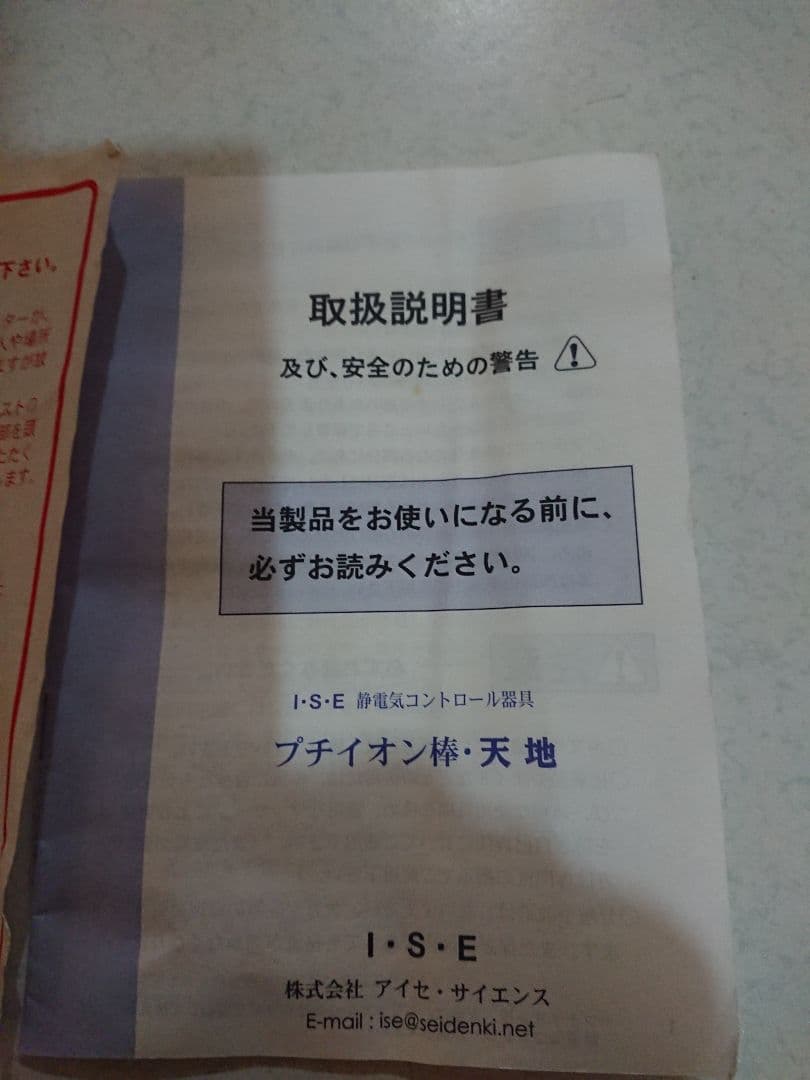 下さい。
取扱説明書
及び、安全のための警告
当製品をお使いになる前に、
必ずお読みください。
I・S・E 静電気コントロール器具
プチイオン棒・天地
I・S・E
株式会社 アイセ・サイエンス
E-mail : ise@seidenki.net